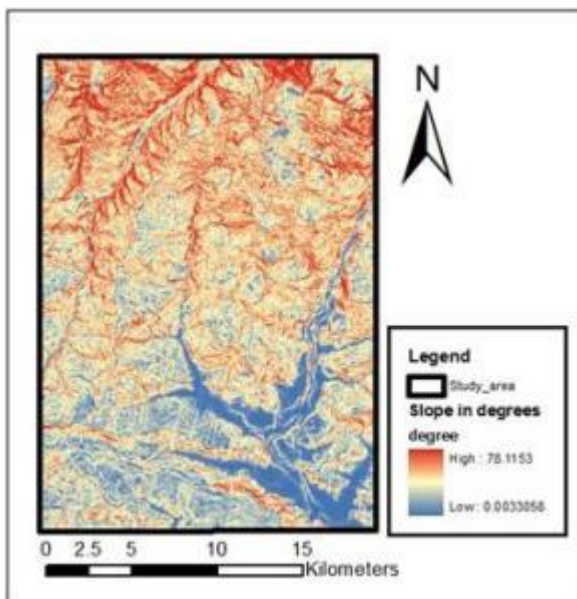 N
Legend
Study_area
Slope in degrees
degree
High : 78.1153
Low : 0.0033058
0 2.5 5 10 15
Kilometers